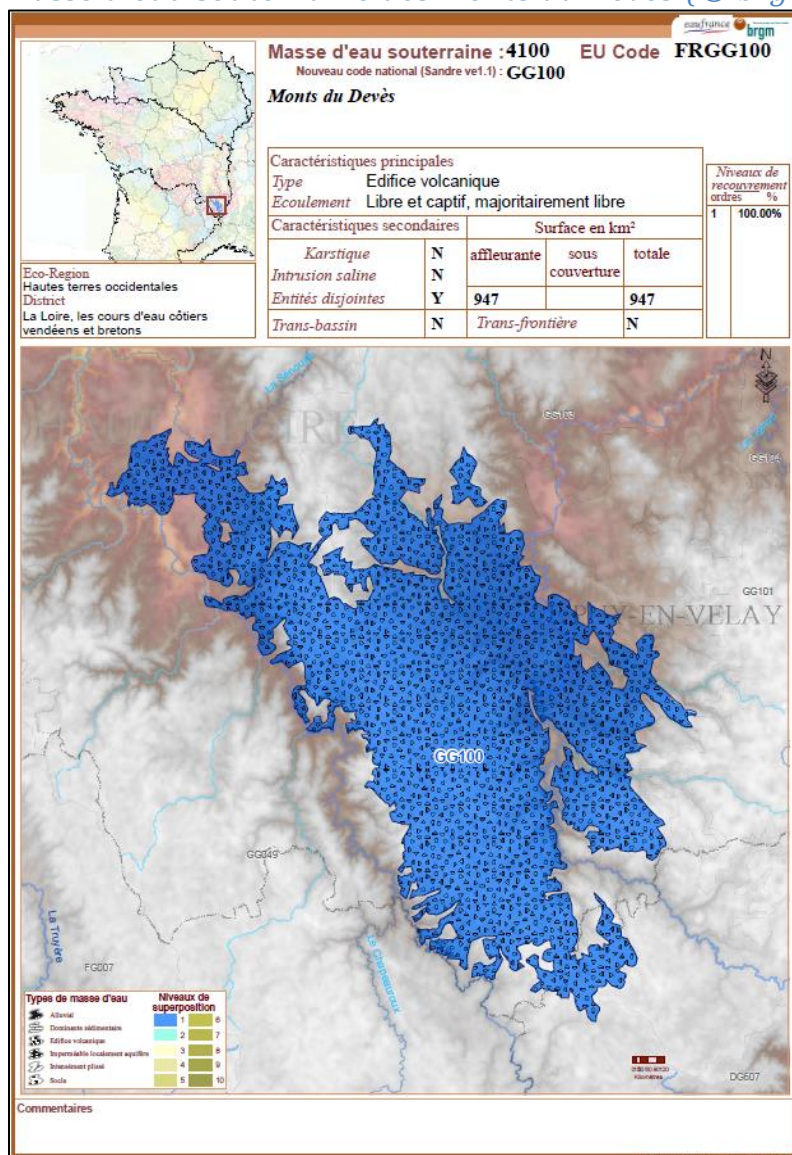 eaufrance brgm
Masse d'eau souterraine : 4100 EU Code FRGG100
Nouveau code national (Sandre ve1.1) : GG100
Monts du Devès
Caractéristiques principales
Type Edifice volcanique
Ecoulement Libre et captif, majoritairement libre
Caractéristiques secondaires Surface en km²
Karstique N affleurante sous couverture totale
Intrusion saline N
Entités disjointes Y 947 947
Trans-bassin N Trans-frontière N
Niveaux de
recouvrement
ordres %
1 100.00%
Eco-Region
Hautes terres occidentales
District
La Loire, les cours d'eau côtiers
vendéens et bretons
N
La Sénouire
GG103
GG104
GG101
PUY-EN-VELAY
GG100
GG049
La Truyère
FG007
Le Chapeauroux
DG607
Types de masse d'eau
Alluvial
Dominante sédimentaire
Edifice volcanique
Imperméable localement aquifère
Intensément plissé
Socle
Niveaux de
superposition
1 6
2 7
3 8
4 9
5 10
Kilomètres
Commentaires